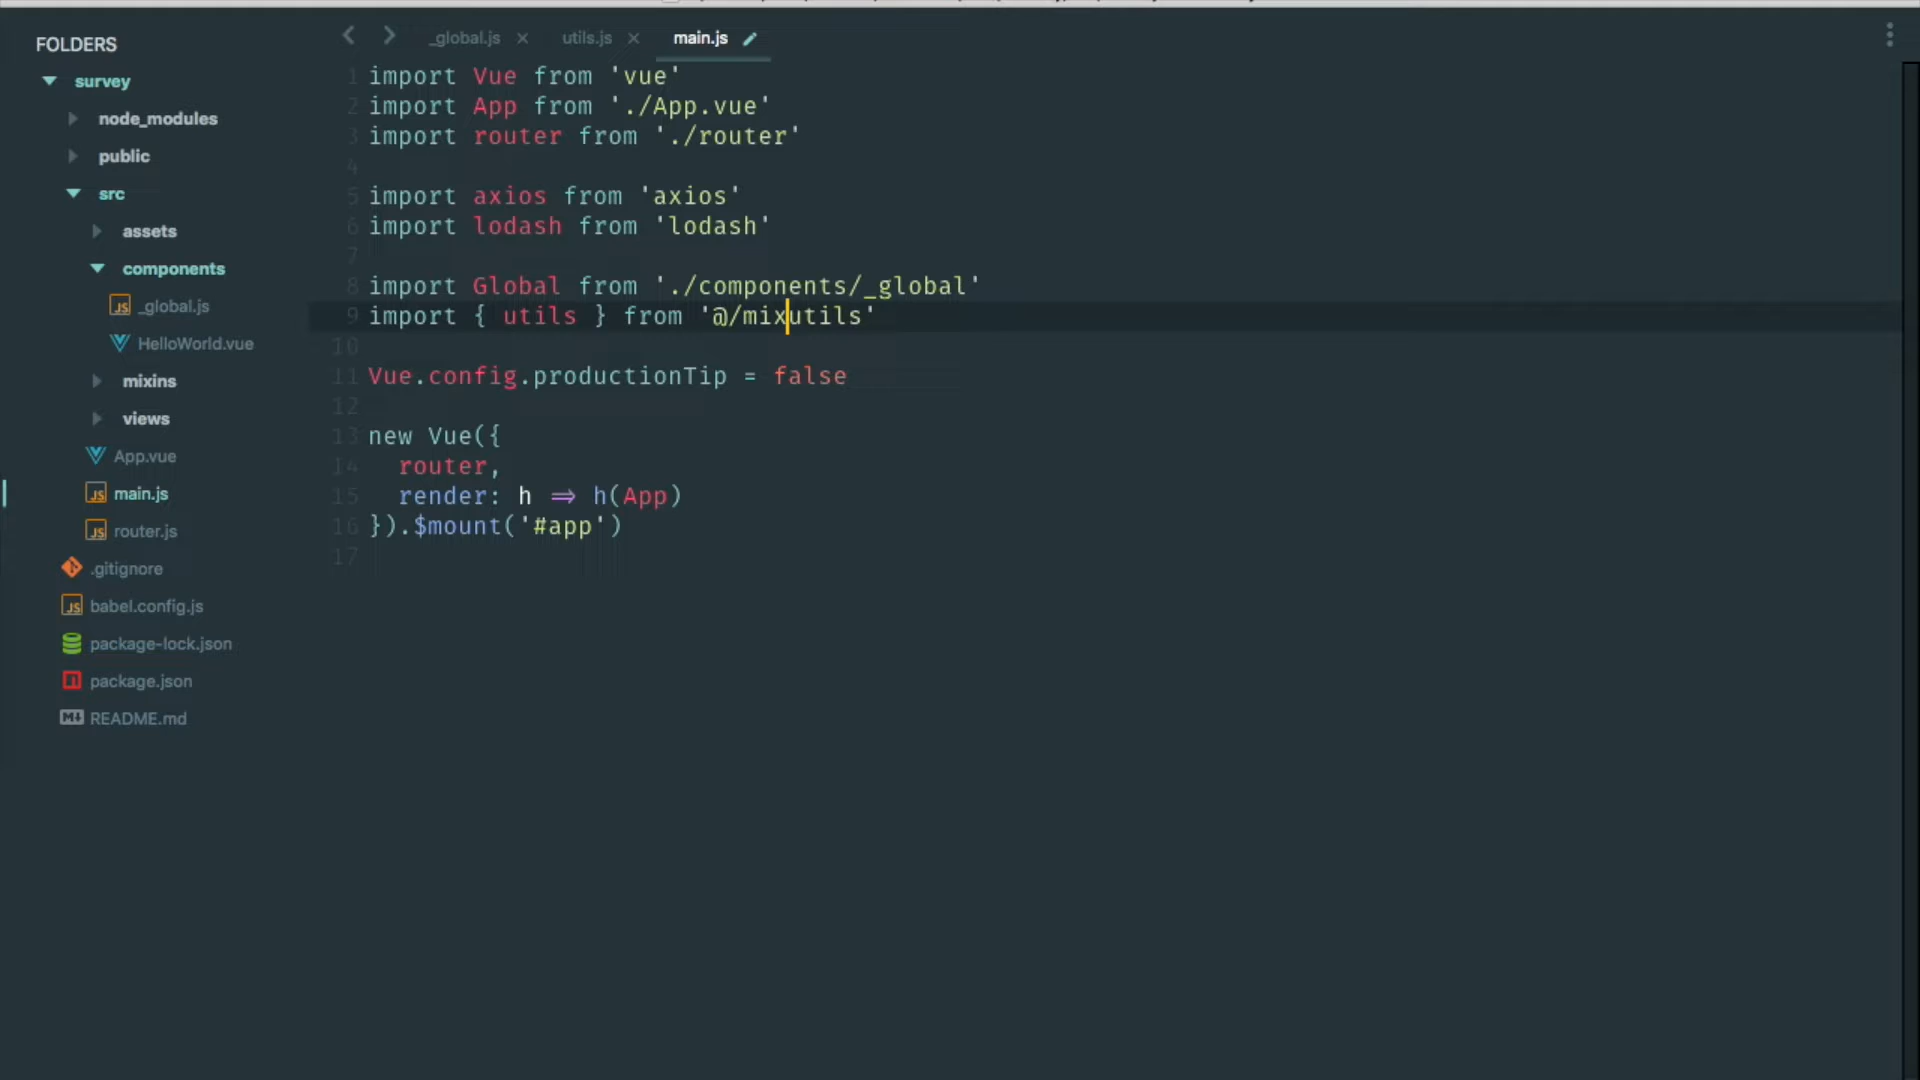 FOLDERS
survey
node_modules
public
src
assets
components
JS _global.js
HelloWorld.vue
mixins
views
App.vue
JS main.js
JS router.js
.gitignore
JS babel.config.js
package-lock.json
package.json
README.md
_global.js × utils.js × main.js
1 import Vue from 'vue'
2 import App from './App.vue'
3 import router from './router'
4
5 import axios from 'axios'
6 import lodash from 'lodash'
7
8 import Global from './components/_global'
9 import { utils } from '@/mixutils'
10
11 Vue.config.productionTip = false
12
13 new Vue({
14 router,
15 render: h => h(App)
16 }).$mount('#app')
17